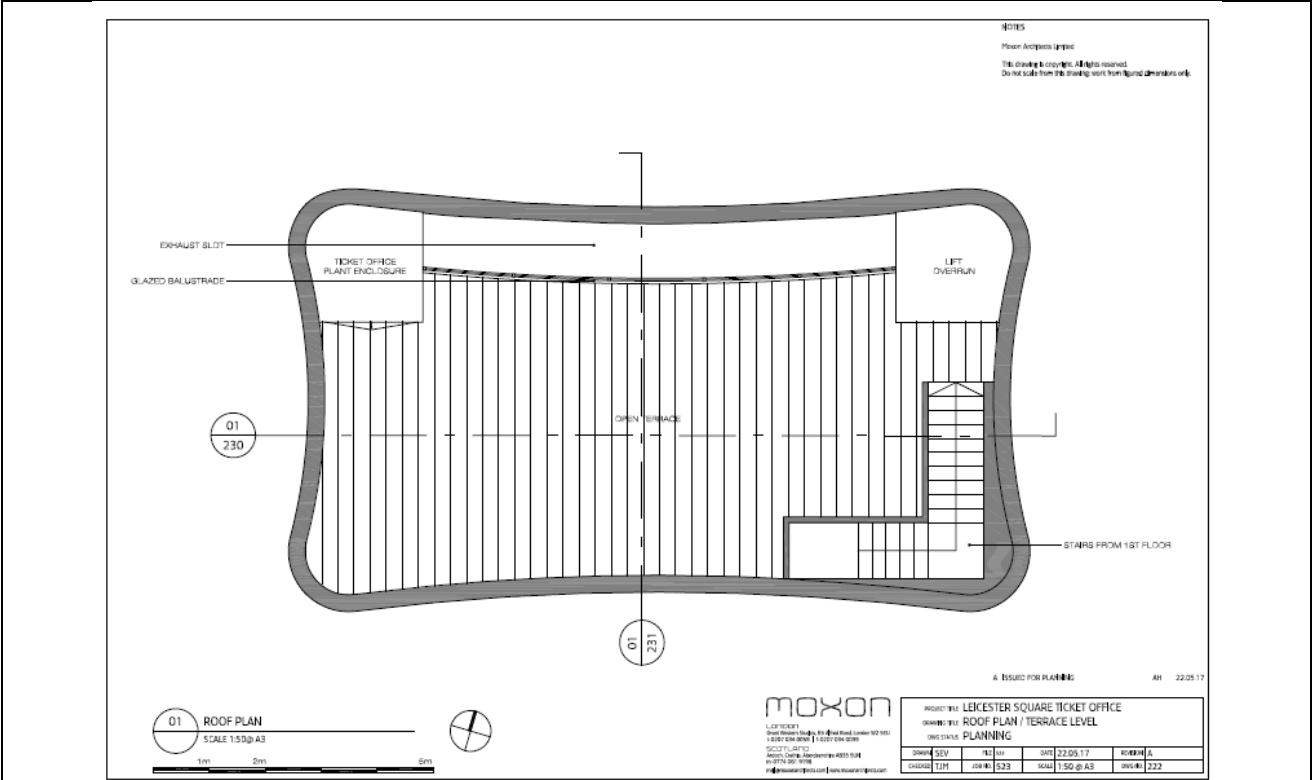 NOTES
Moxon Architects Limited
This drawing is copyright. All rights reserved.
Do not scale from this drawing work from figured dimensions only.
EXHAUST SLOT
GLAZED BALUSTRADE
TICKET OFFICE
PLANT ENCLOSURE
LIFT
OVERRUN
OPEN TERRACE
01
230
STAIRS FROM 1ST FLOOR
01
231
A ISSUED FOR PLANNING AH 22.05.17
01 ROOF PLAN
SCALE 1:50@ A3
1m 2m 5m
moxon
LONDON
SCOTLAND
PROJECT TITLE LEICESTER SQUARE TICKET OFFICE
DRAWING TITLE ROOF PLAN / TERRACE LEVEL
DWG STATUS PLANNING
DRAWN SEV FILE DATE 22.05.17 REVISION A
CHECKED TJM JOB NO. 523 SCALE 1:50 @ A3 DWG NO. 222